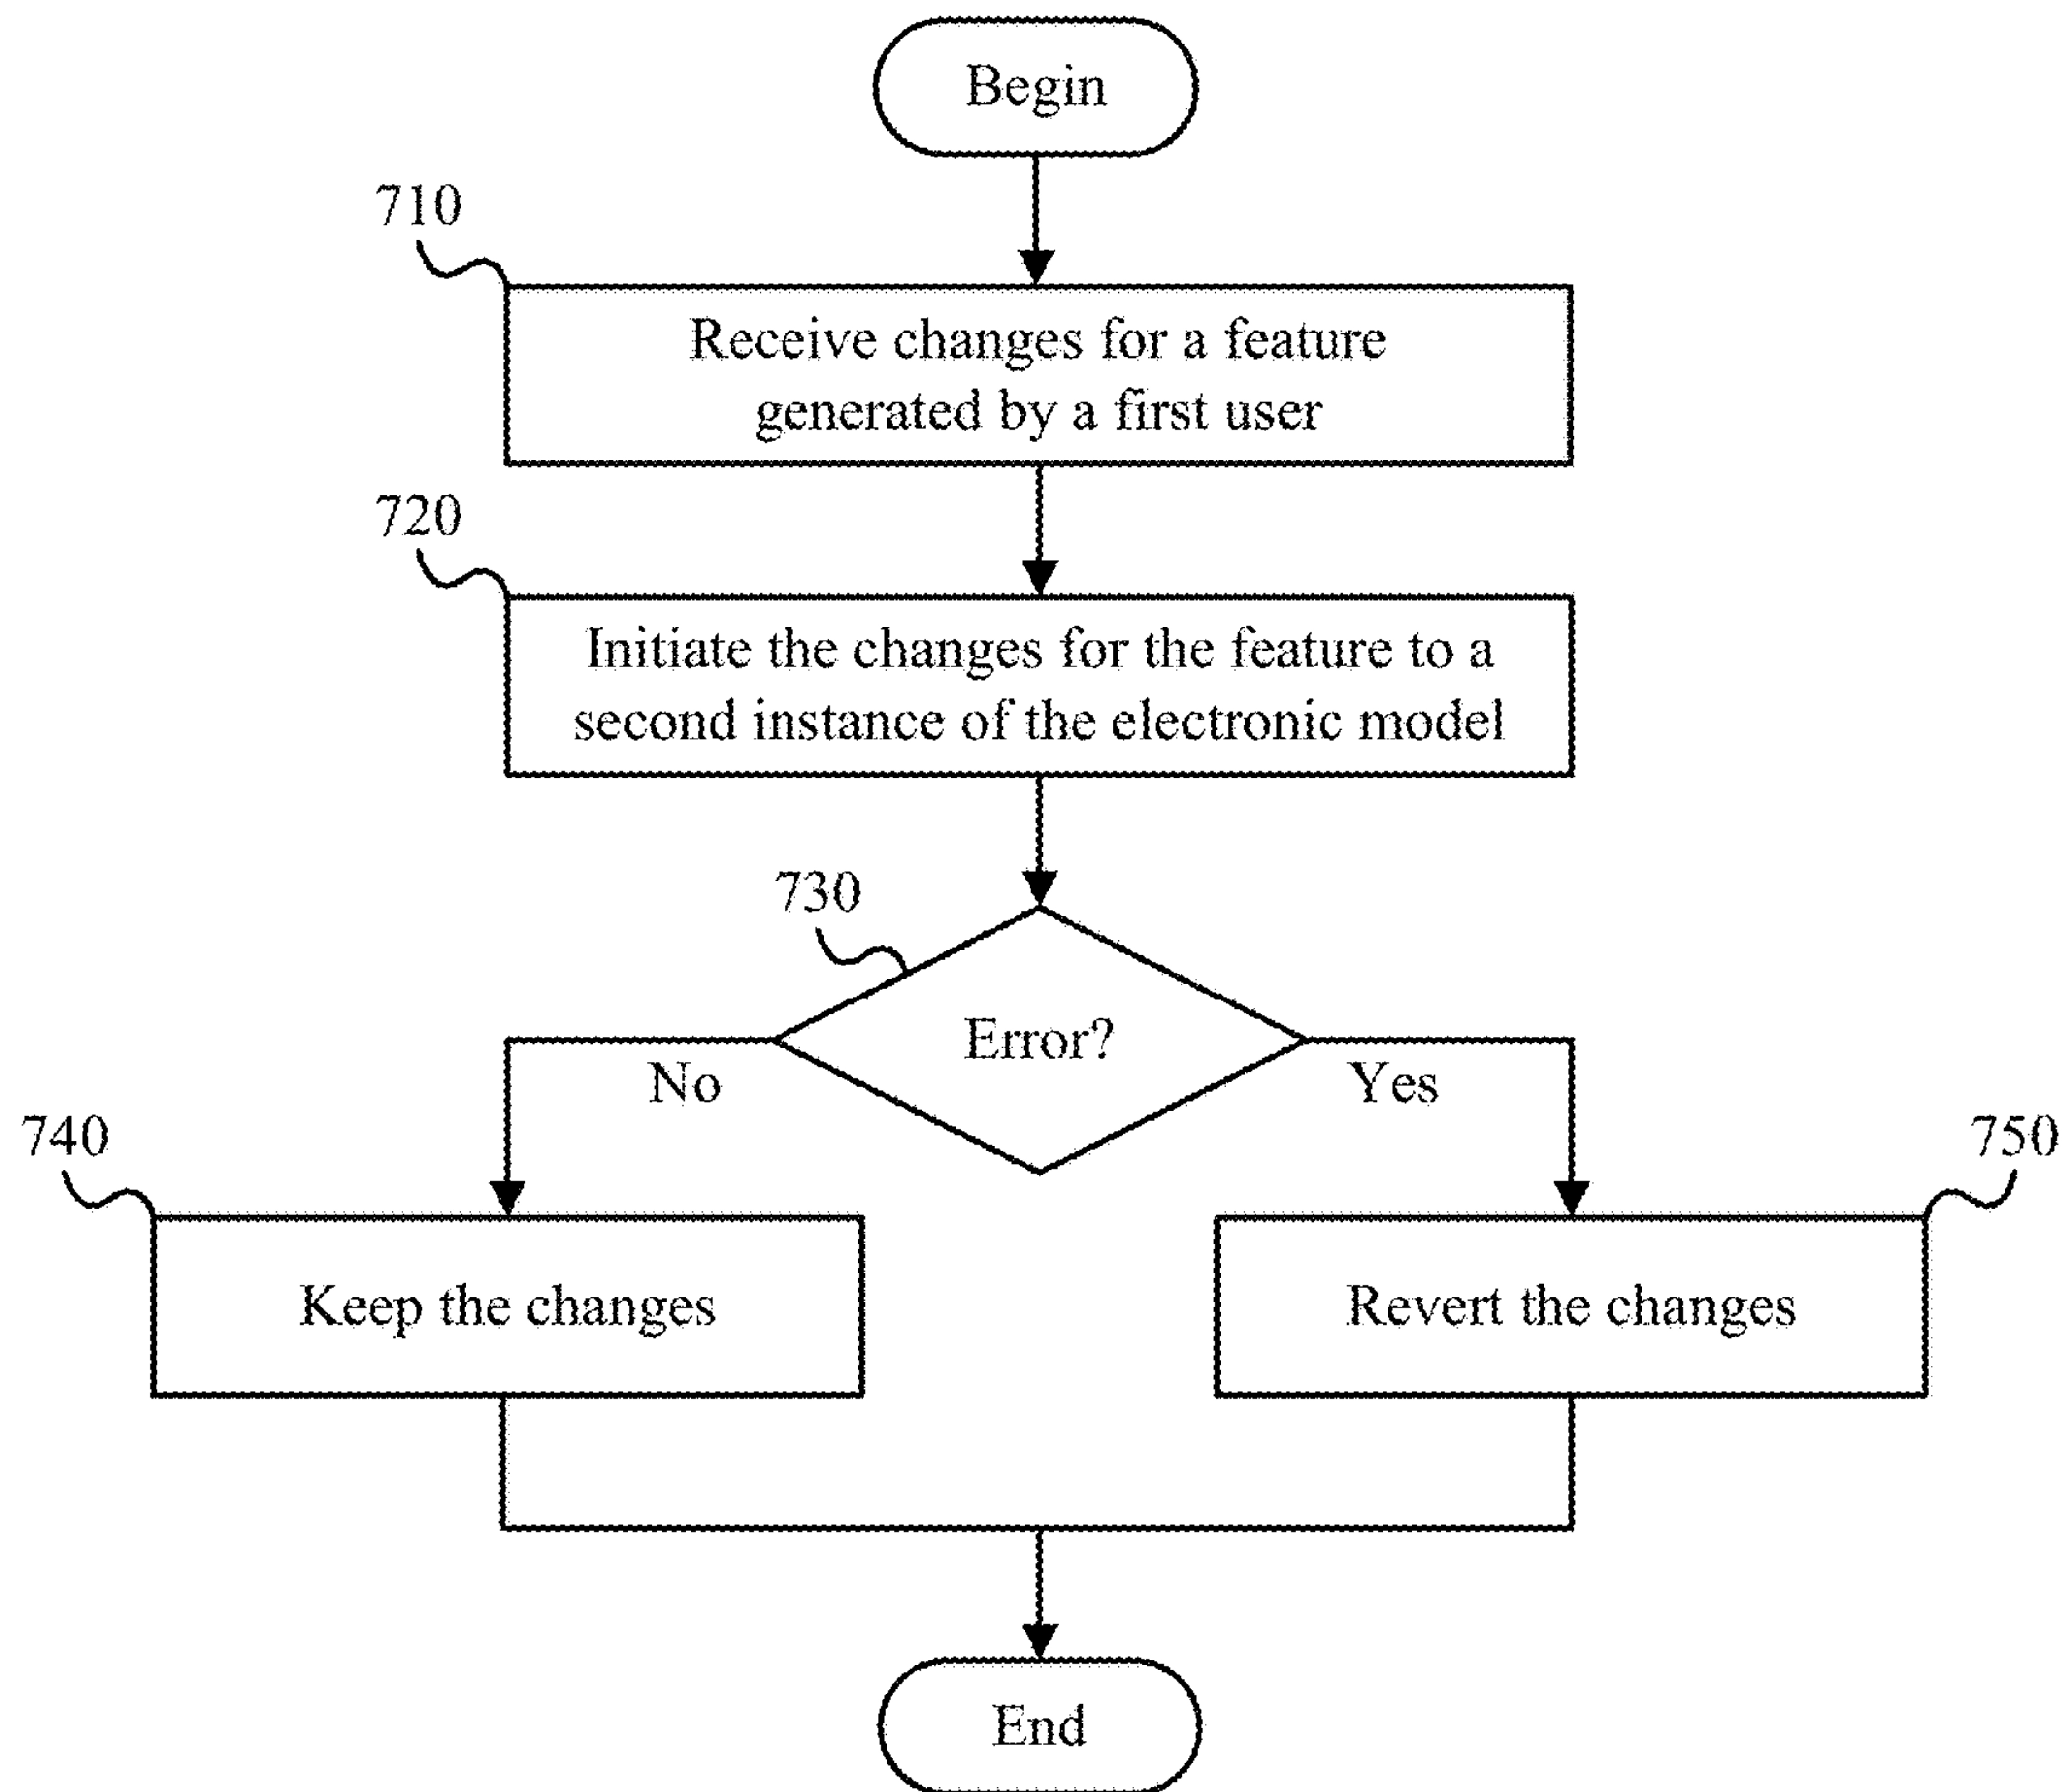 Begin
710
Receive changes for a feature
generated by a first user
720
Initiate the changes for the feature to a
second instance of the electronic model
730
Error?
No
Yes
740
750
Keep the changes
Revert the changes
End